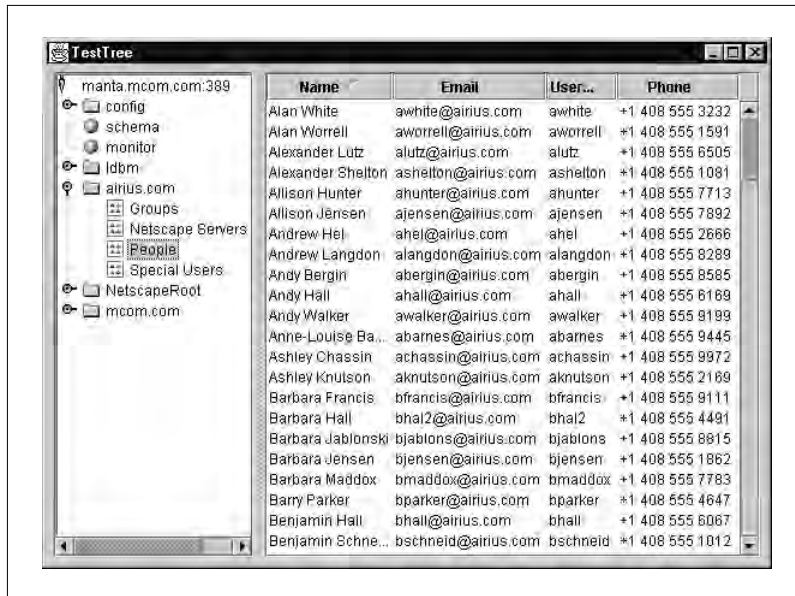 TestTree
manta.mcom.com:389
config
schema
monitor
ldbm
airius.com
Groups
Netscape Servers
People
Special Users
NetscapeRoot
mcom.com
Name Email User... Phone
Alan White awhite@airius.com awhite +1 408 555 3232
Alan Worrell aworrell@airius.com aworrell +1 408 555 1591
Alexander Lutz alutz@airius.com alutz +1 408 555 6505
Alexander Shelton ashelton@airius.com ashelton +1 408 555 1081
Allison Hunter ahunter@airius.com ahunter +1 408 555 7713
Allison Jensen ajensen@airius.com ajensen +1 408 555 7892
Andrew Hel ahel@airius.com ahel +1 408 555 2666
Andrew Langdon alangdon@airius.com alangdon +1 408 555 8289
Andy Bergin abergin@airius.com abergin +1 408 555 8585
Andy Hall ahall@airius.com ahall +1 408 555 6169
Andy Walker awalker@airius.com awalker +1 408 555 9199
Anne-Louise Ba... abarnes@airius.com abarnes +1 408 555 9445
Ashley Chassin achassin@airius.com achassin +1 408 555 9972
Ashley Knutson aknutson@airius.com aknutson +1 408 555 2169
Barbara Francis bfrancis@airius.com bfrancis +1 408 555 9111
Barbara Hall bhal2@airius.com bhal2 +1 408 555 4491
Barbara Jablonski bjablons@airius.com bjablons +1 408 555 8815
Barbara Jensen bjensen@airius.com bjensen +1 408 555 1862
Barbara Maddox bmaddox@airius.com bmaddox +1 408 555 7783
Barry Parker bparker@airius.com bparker +1 408 555 4647
Benjamin Hall bhall@airius.com bhall +1 408 555 6067
Benjamin Schne... bschneid@airius.com bschneid +1 408 555 1012